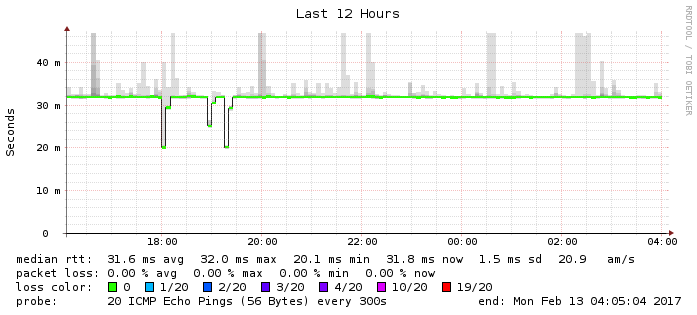 Last 12 Hours
RRDTOOL / TOBI OETIKER
Seconds
40 m
30 m
20 m
10 m
0
18:00 20:00 22:00 00:00 02:00 04:00
median rtt: 31.6 ms avg 32.0 ms max 20.1 ms min 31.8 ms now 1.5 ms sd 20.9 am/s
packet loss: 0.00 % avg 0.00 % max 0.00 % min 0.00 % now
loss color: 0 1/20 2/20 3/20 4/20 10/20 19/20
probe: 20 ICMP Echo Pings (56 Bytes) every 300s end: Mon Feb 13 04:05:04 2017